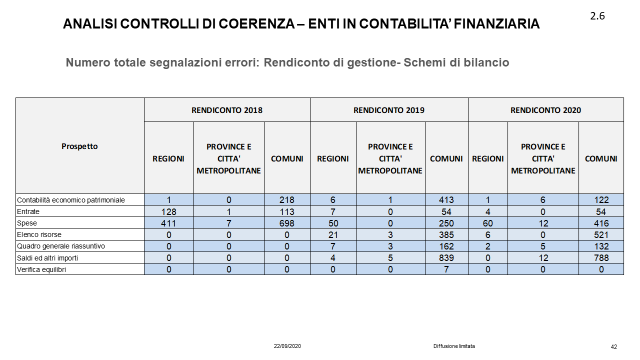 2.6
ANALISI CONTROLLI DI COERENZA – ENTI IN CONTABILITA' FINANZIARIA
Numero totale segnalazioni errori: Rendiconto di gestione- Schemi di bilancio
Prospetto RENDICONTO 2018 RENDICONTO 2019 RENDICONTO 2020
REGIONI PROVINCE E CITTA' METROPOLITANE COMUNI REGIONI PROVINCE E CITTA' METROPOLITANE COMUNI REGIONI PROVINCE E CITTA' METROPOLITANE COMUNI
Contabilità economico patrimoniale 1 0 218 6 1 413 1 6 122
Entrate 128 1 113 7 0 54 4 0 54
Spese 411 7 698 50 0 250 60 12 416
Elenco risorse 0 0 0 21 3 385 6 0 521
Quadro generale riassuntivo 0 0 0 7 3 162 2 5 132
Saldi ed altri importi 0 0 0 4 5 839 0 12 788
Verifica equilibri 0 0 0 0 0 7 0 0 0
22/09/2020 Diffusione limitata 42